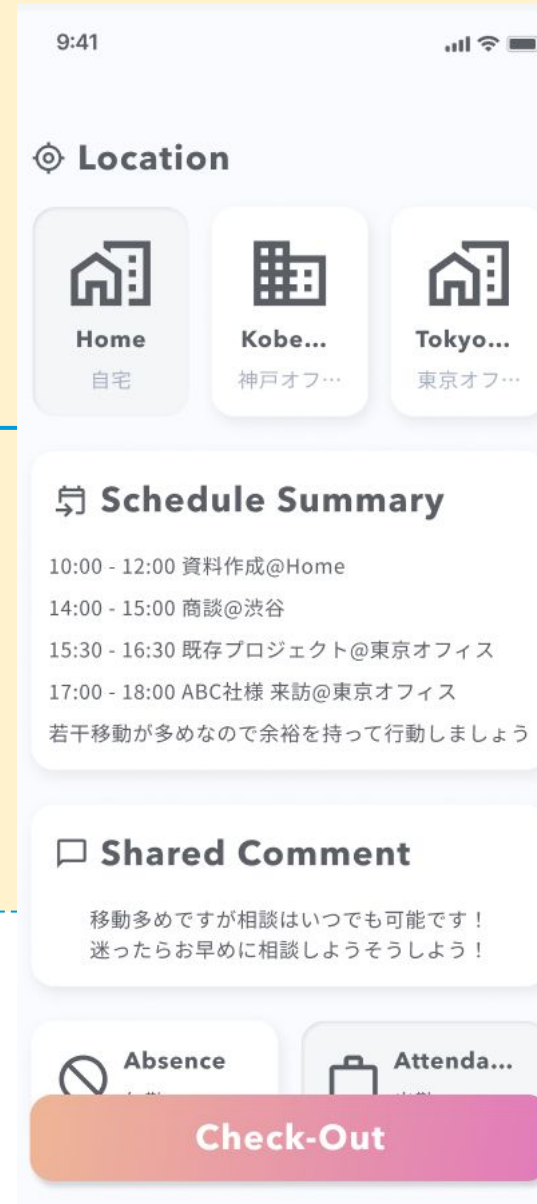 9:41
Location
Home
Kobe...
Tokyo...
自宅
神戸オフ…
東京オフ…
Schedule Summary
10:00 - 12:00 資料作成@Home
14:00 - 15:00 商談@渋谷
15:30 - 16:30 既存プロジェクト@東京オフィス
17:00 - 18:00 ABC社様 来訪@東京オフィス
若干移動が多めなので余裕を持って行動しましょう
Shared Comment
移動多めですが相談はいつでも可能です！
迷ったらお早めに相談しようそうしよう！
Absence
Attenda...
Check-Out